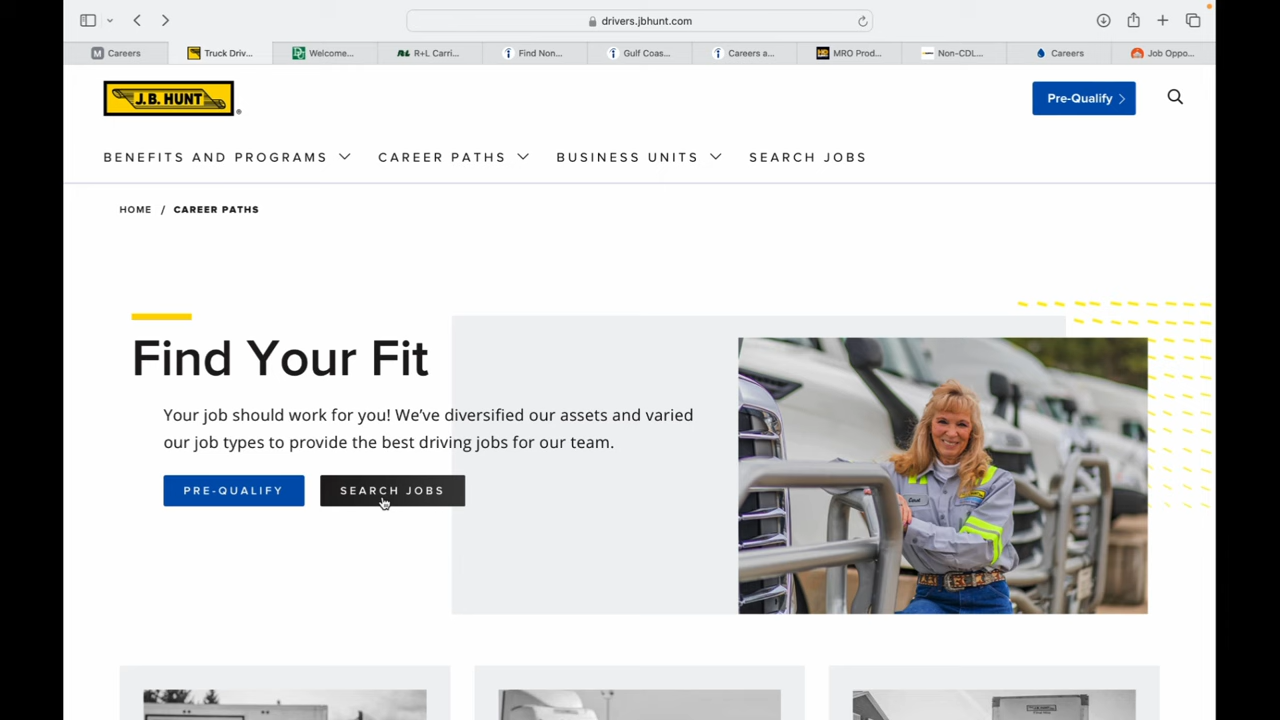 drivers.jbhunt.com
M Careers
Truck Driv...
Welcome...
R+L Carri...
Find Non...
Gulf Coas...
Careers a...
MRO Prod...
Non-CDL...
Careers
Job Oppo...
J.B. HUNT
Pre-Qualify
BENEFITS AND PROGRAMS CAREER PATHS BUSINESS UNITS SEARCH JOBS
HOME / CAREER PATHS
Find Your Fit
Your job should work for you! We've diversified our assets and varied
our job types to provide the best driving jobs for our team.
PRE-QUALIFY SEARCH JOBS